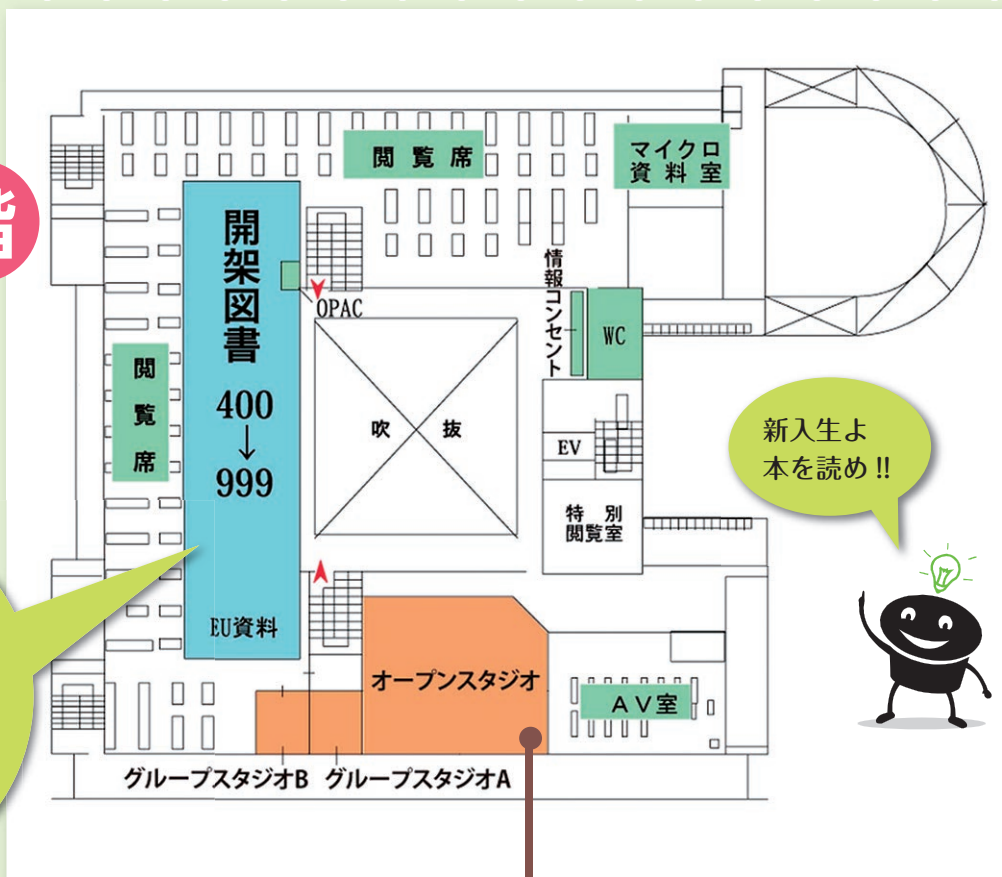 階
閲覧席
マイクロ
資料室
開架図書
400
↓
999
EU資料
OPAC
情報コンセント
WC
閲覧席
吹抜
EV
特別
閲覧室
新入生よ
本を読め!!
オープンスタジオ
AV室
グループスタジオB
グループスタジオA